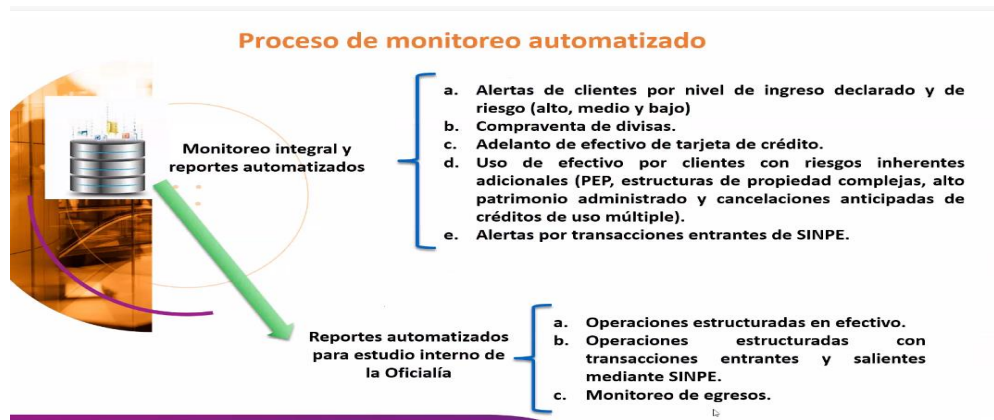 Proceso de monitoreo automatizado
Monitoreo integral y
reportes automatizados
a. Alertas de clientes por nivel de ingreso declarado y de
riesgo (alto, medio y bajo)
b. Compraventa de divisas.
c. Adelanto de efectivo de tarjeta de crédito.
d. Uso de efectivo por clientes con riesgos inherentes
adicionales (PEP, estructuras de propiedad complejas, alto
patrimonio administrado y cancelaciones anticipadas de
créditos de uso múltiple).
e. Alertas por transacciones entrantes de SINPE.
Reportes automatizados
para estudio interno de
la Oficialía
a. Operaciones estructuradas en efectivo.
b. Operaciones estructuradas con
transacciones entrantes y salientes
mediante SINPE.
c. Monitoreo de egresos.